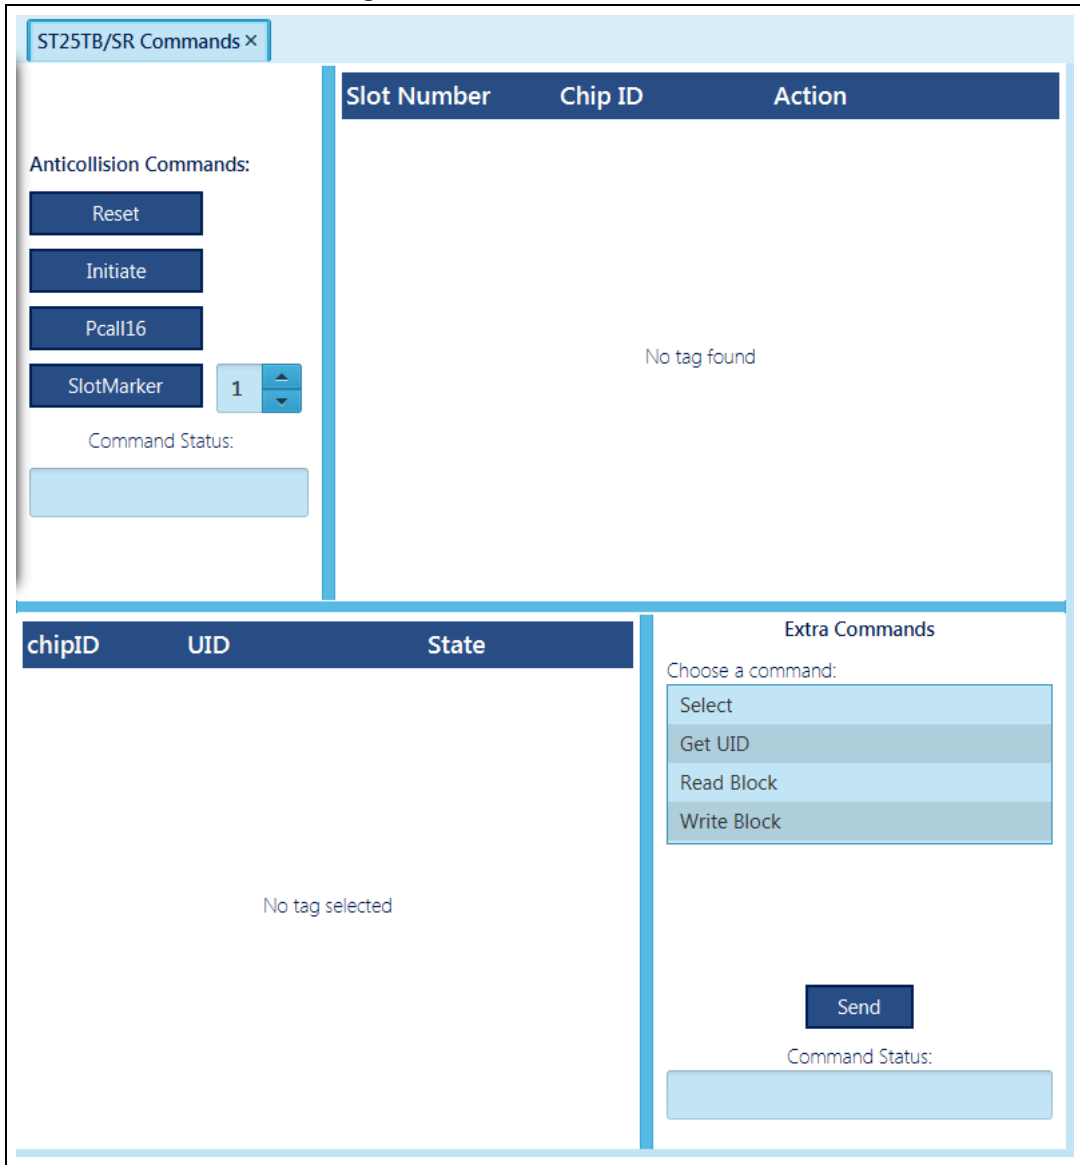 ST25TB/SR Commands ×
Slot Number Chip ID Action
Anticollision Commands:
Reset
Initiate
Pcall16
SlotMarker 1
Command Status:
No tag found
chipID UID State
No tag selected
Extra Commands
Choose a command:
Select
Get UID
Read Block
Write Block
Send
Command Status: